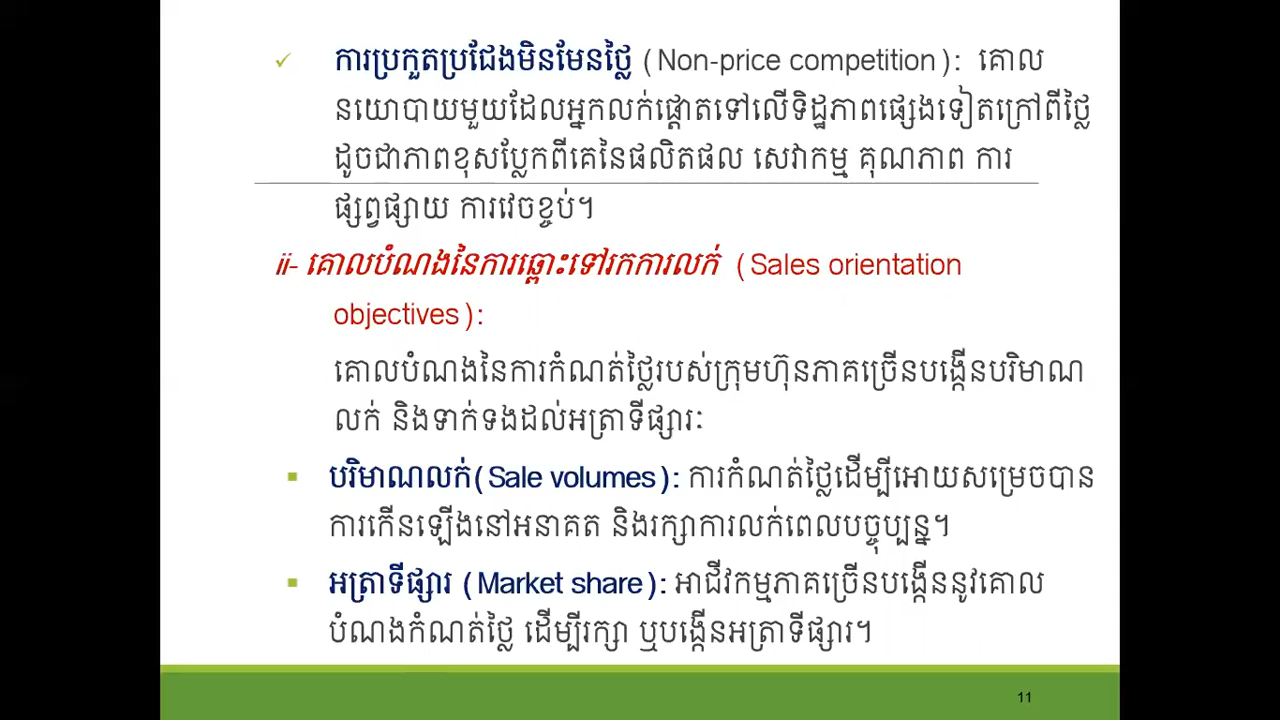 ✓ ការប្រកួតប្រជែងមិនមែនថ្លៃ (Non-price competition): គោល
នយោបាយមួយដែលអ្នកលក់ផ្តោតទៅលើទិដ្ឋភាពផ្សេងទៀតក្រៅពីថ្លៃ
ដូចជាភាពខុសប្លែកពីគេនៃផលិតផល សេវាកម្ម គុណភាព ការ
ផ្សព្វផ្សាយ ការវេចខ្ចប់។
ii- គោលបំណងនៃការឆ្ពោះទៅរកការលក់ (Sales orientation
objectives):
គោលបំណងនៃការកំណត់ថ្លៃរបស់ក្រុមហ៊ុនភាគច្រើនបង្កើនបរិមាណ
លក់ និងទាក់ទងដល់អត្រាទីផ្សារៈ
▪ បរិមាណលក់(Sale volumes): ការកំណត់ថ្លៃដើម្បីអោយសម្រេចបាន
ការកើនឡើងនៅអនាគត និងរក្សាការលក់ពេលបច្ចុប្បន្ន។
▪ អត្រាទីផ្សារ (Market share): អាជីវកម្មភាគច្រើនបង្កើននូវគោល
បំណងកំណត់ថ្លៃ ដើម្បីរក្សា ឬបង្កើនអត្រាទីផ្សារ។
11